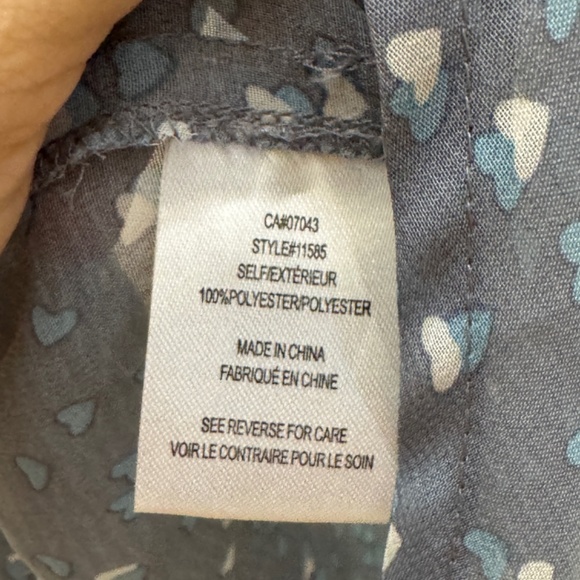 CA#07043
STYLE#11585
SELF/EXTÉRIEUR
100%POLYESTER/POLYESTER
MADE IN CHINA
FABRIQUÉ EN CHINE
SEE REVERSE FOR CARE
VOIR LE CONTRAIRE POUR LE SOIN